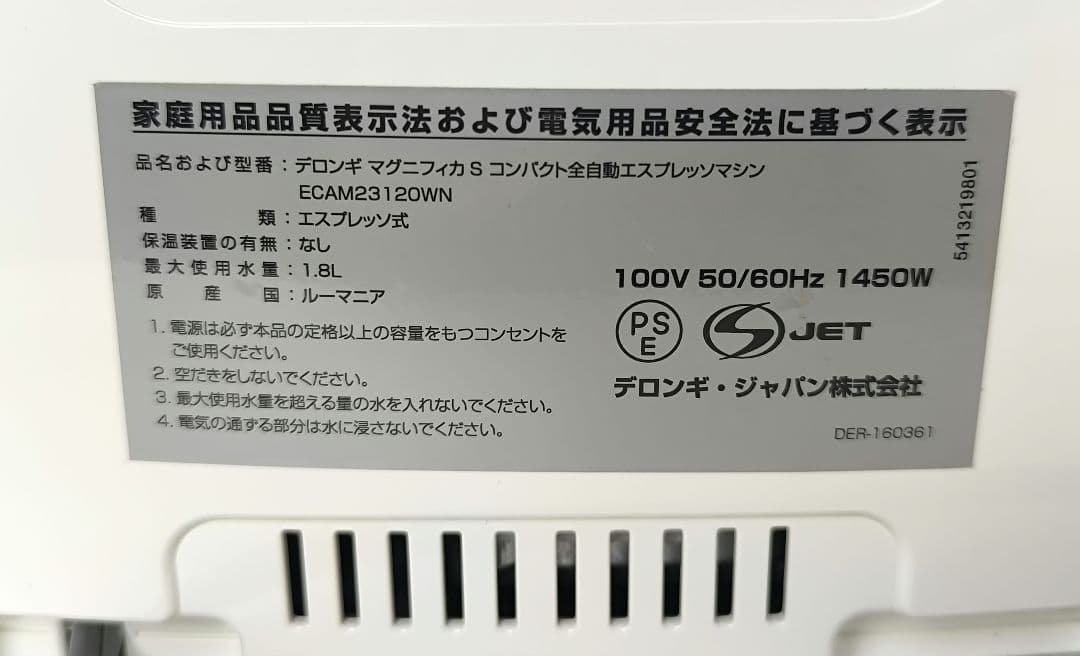 家庭用品品質表示法および電気用品安全法に基づく表示
品名および型番：デロンギ マグニフィカ S コンパクト全自動エスプレッソマシン
ECAM23120WN
種類：エスプレッソ式
保温装置の有無：なし
最大使用水量：1.8L
原産国：ルーマニア
1. 電源は必ず本品の定格以上の容量をもつコンセントを
ご使用ください。
2. 空だきをしないでください。
3. 最大使用水量を超える量の水を入れないでください。
4. 電気の通ずる部分は水に浸さないでください。
5413219801
100V 50/60Hz 1450W
PS
E
S JET
デロンギ・ジャパン株式会社
DER-160361